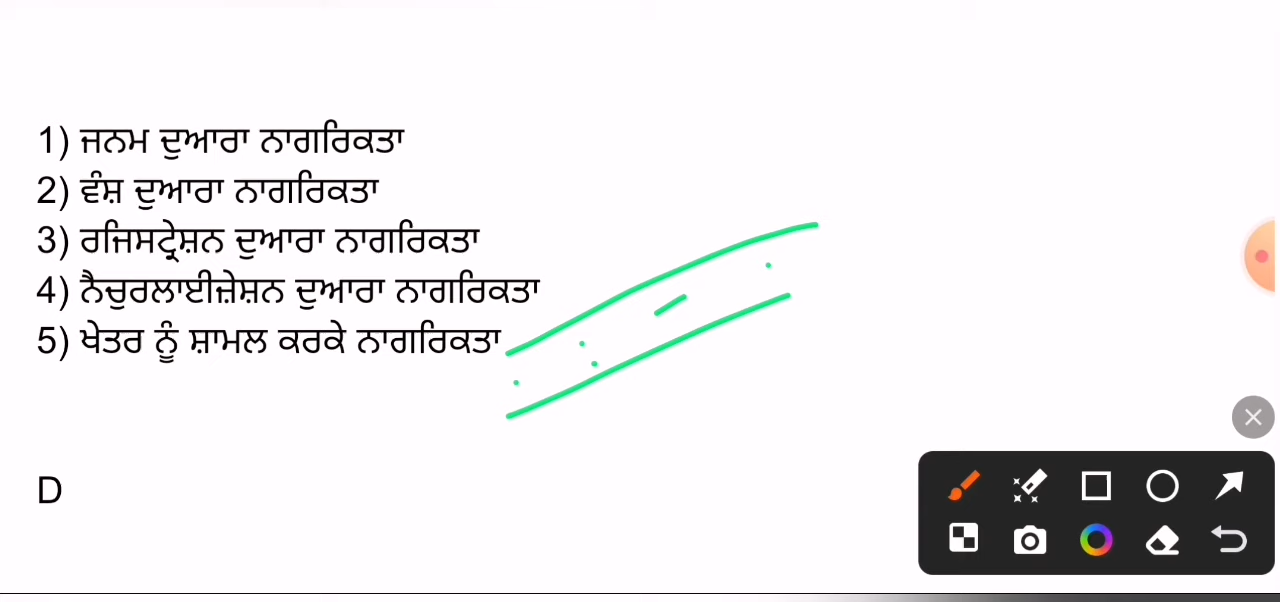 1) ਜਨਮ ਦੁਆਰਾ ਨਾਗਰਿਕਤਾ
2) ਵੰਸ਼ ਦੁਆਰਾ ਨਾਗਰਿਕਤਾ
3) ਰਜਿਸਟ੍ਰੇਸ਼ਨ ਦੁਆਰਾ ਨਾਗਰਿਕਤਾ
4) ਨੈਚੁਰਲਾਈਜ਼ੇਸ਼ਨ ਦੁਆਰਾ ਨਾਗਰਿਕਤਾ
5) ਖੇਤਰ ਨੂੰ ਸ਼ਾਮਲ ਕਰਕੇ ਨਾਗਰਿਕਤਾ
D